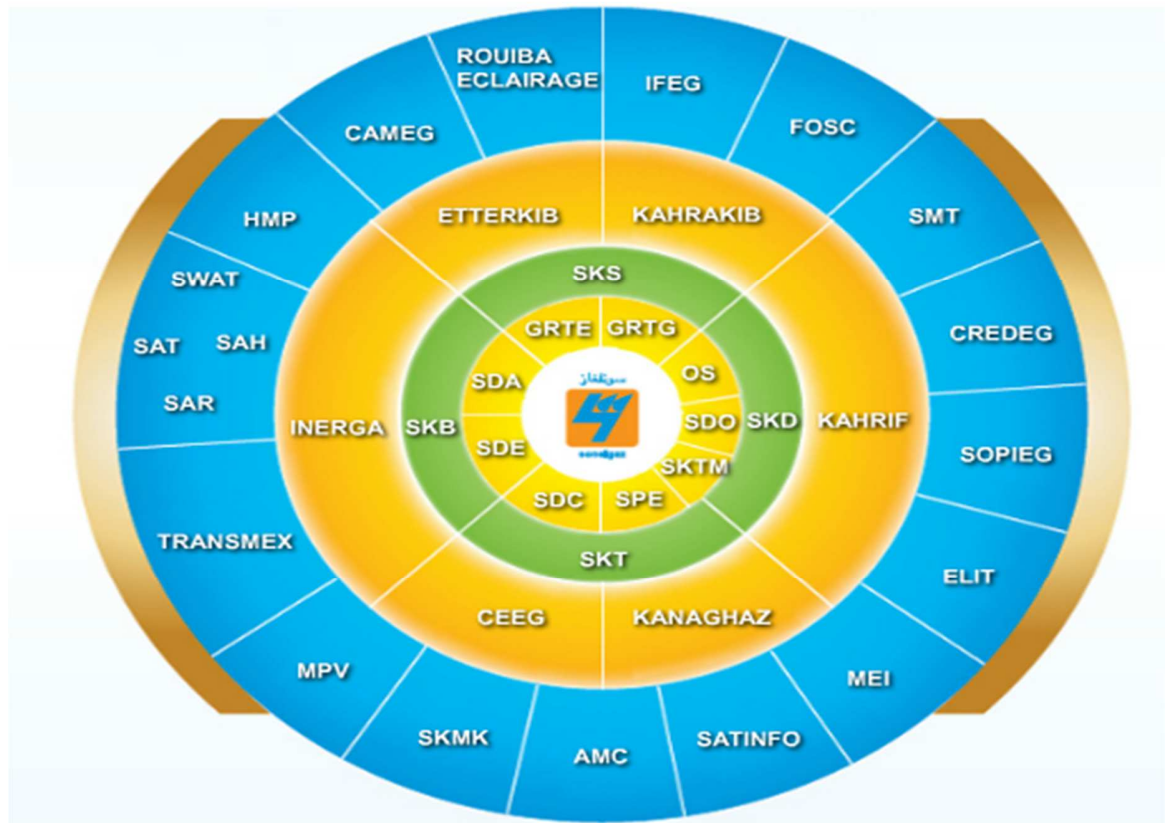 ROUIBA
ECLAIRAGE
IFEG
CAMEG
FOSC
HMP
ETTERKIB
KAHRAKIB
SMT
SWAT
SKS
SAT
SAH
GRTE
GRTG
CREDEG
SDA
سونلغاز
OS
SAR
INERGA
SKB
SDO
SKD
KAHRIF
SDE
sonelgaz
SKTM
SOPIEG
SDC
SPE
TRANSMEX
SKT
ELIT
CEEG
KANAGHAZ
MPV
MEI
SKMK
AMC
SATINFO